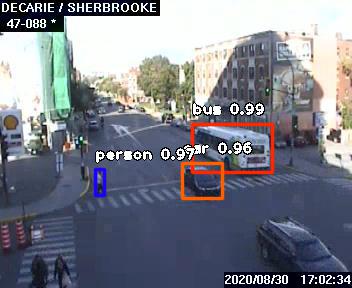 DECARIE / SHERBROOKE
47-088 *
bus 0.99
car 0.96
person 0.97
2020/08/30 17:02:34